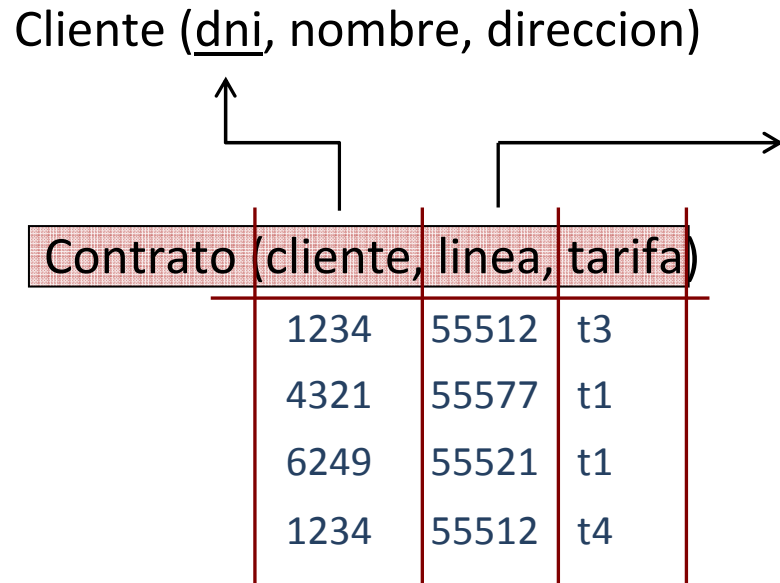 Cliente (dni, nombre, direccion)
Contrato (cliente, linea, tarifa)
1234 55512 t3
4321 55577 t1
6249 55521 t1
1234 55512 t4